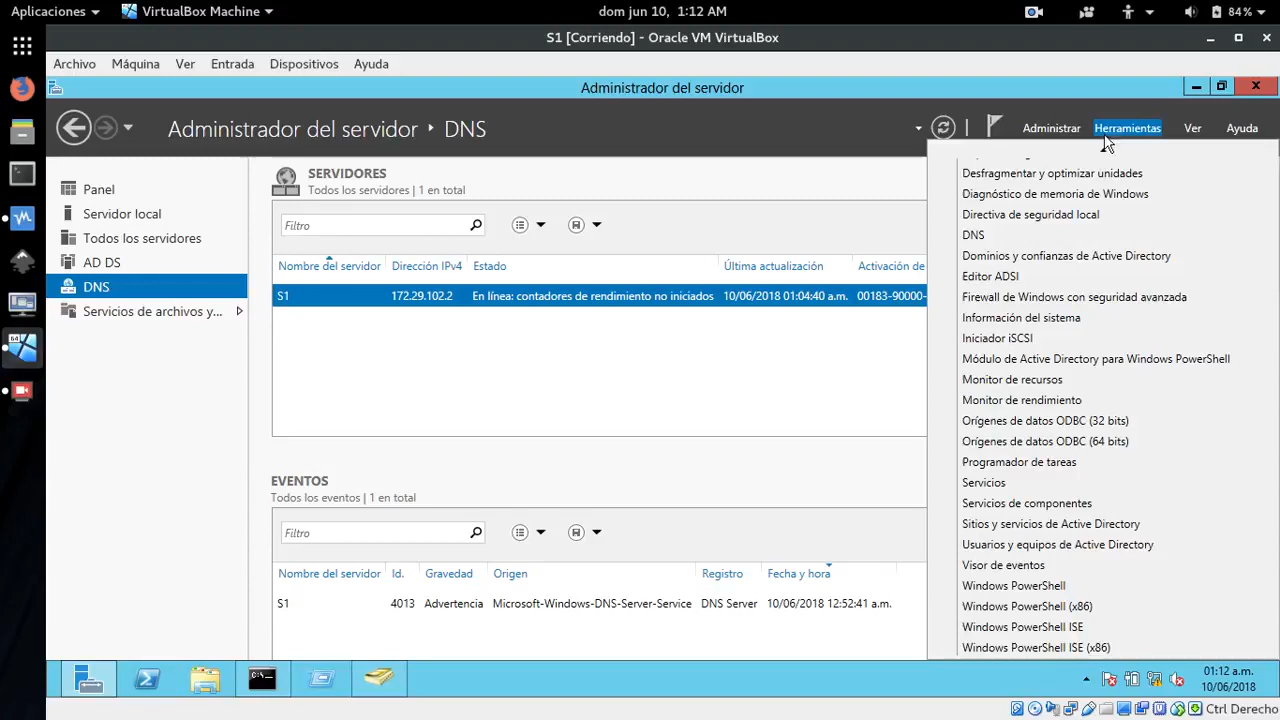 Aplicaciones
VirtualBox Machine
dom jun 10, 1:12 AM
84%
S1 [Corriendo] - Oracle VM VirtualBox
Archivo Máquina Ver Entrada Dispositivos Ayuda
Administrador del servidor
Administrador del servidor DNS
Administrar Herramientas Ver Ayuda
Panel
Servidor local
Todos los servidores
AD DS
DNS
Servicios de archivos y...
SERVIDORES
Todos los servidores | 1 en total
Filtro
Nombre del servidor Dirección IPv4 Estado Última actualización Activación de
S1 172.29.102.2 En línea: contadores de rendimiento no iniciados 10/06/2018 01:04:40 a.m. 00183-90000-
EVENTOS
Todos los eventos | 1 en total
Filtro
Nombre del servidor Id. Gravedad Origen Registro Fecha y hora
S1 4013 Advertencia Microsoft-Windows-DNS-Server-Service DNS Server 10/06/2018 12:52:41 a.m.
Desfragmentar y optimizar unidades
Diagnóstico de memoria de Windows
Directiva de seguridad local
DNS
Dominios y confianzas de Active Directory
Editor ADSI
Firewall de Windows con seguridad avanzada
Información del sistema
Iniciador iSCSI
Módulo de Active Directory para Windows PowerShell
Monitor de recursos
Monitor de rendimiento
Orígenes de datos ODBC (32 bits)
Orígenes de datos ODBC (64 bits)
Programador de tareas
Servicios
Servicios de componentes
Sitios y servicios de Active Directory
Usuarios y equipos de Active Directory
Visor de eventos
Windows PowerShell
Windows PowerShell (x86)
Windows PowerShell ISE
Windows PowerShell ISE (x86)
01:12 a.m.
10/06/2018
Ctrl Derecho